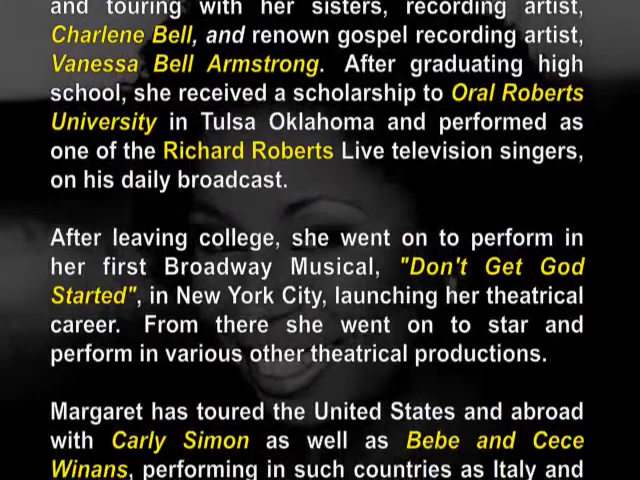 and touring with her sisters, recording artist,
Charlene Bell, and renown gospel recording artist,
Vanessa Bell Armstrong. After graduating high
school, she received a scholarship to Oral Roberts
University in Tulsa Oklahoma and performed as
one of the Richard Roberts Live television singers,
on his daily broadcast.
After leaving college, she went on to perform in
her first Broadway Musical, "Don't Get God
Started", in New York City, launching her theatrical
career. From there she went on to star and
perform in various other theatrical productions.
Margaret has toured the United States and abroad
with Carly Simon as well as Bebe and Cece
Winans, performing in such countries as Italy and